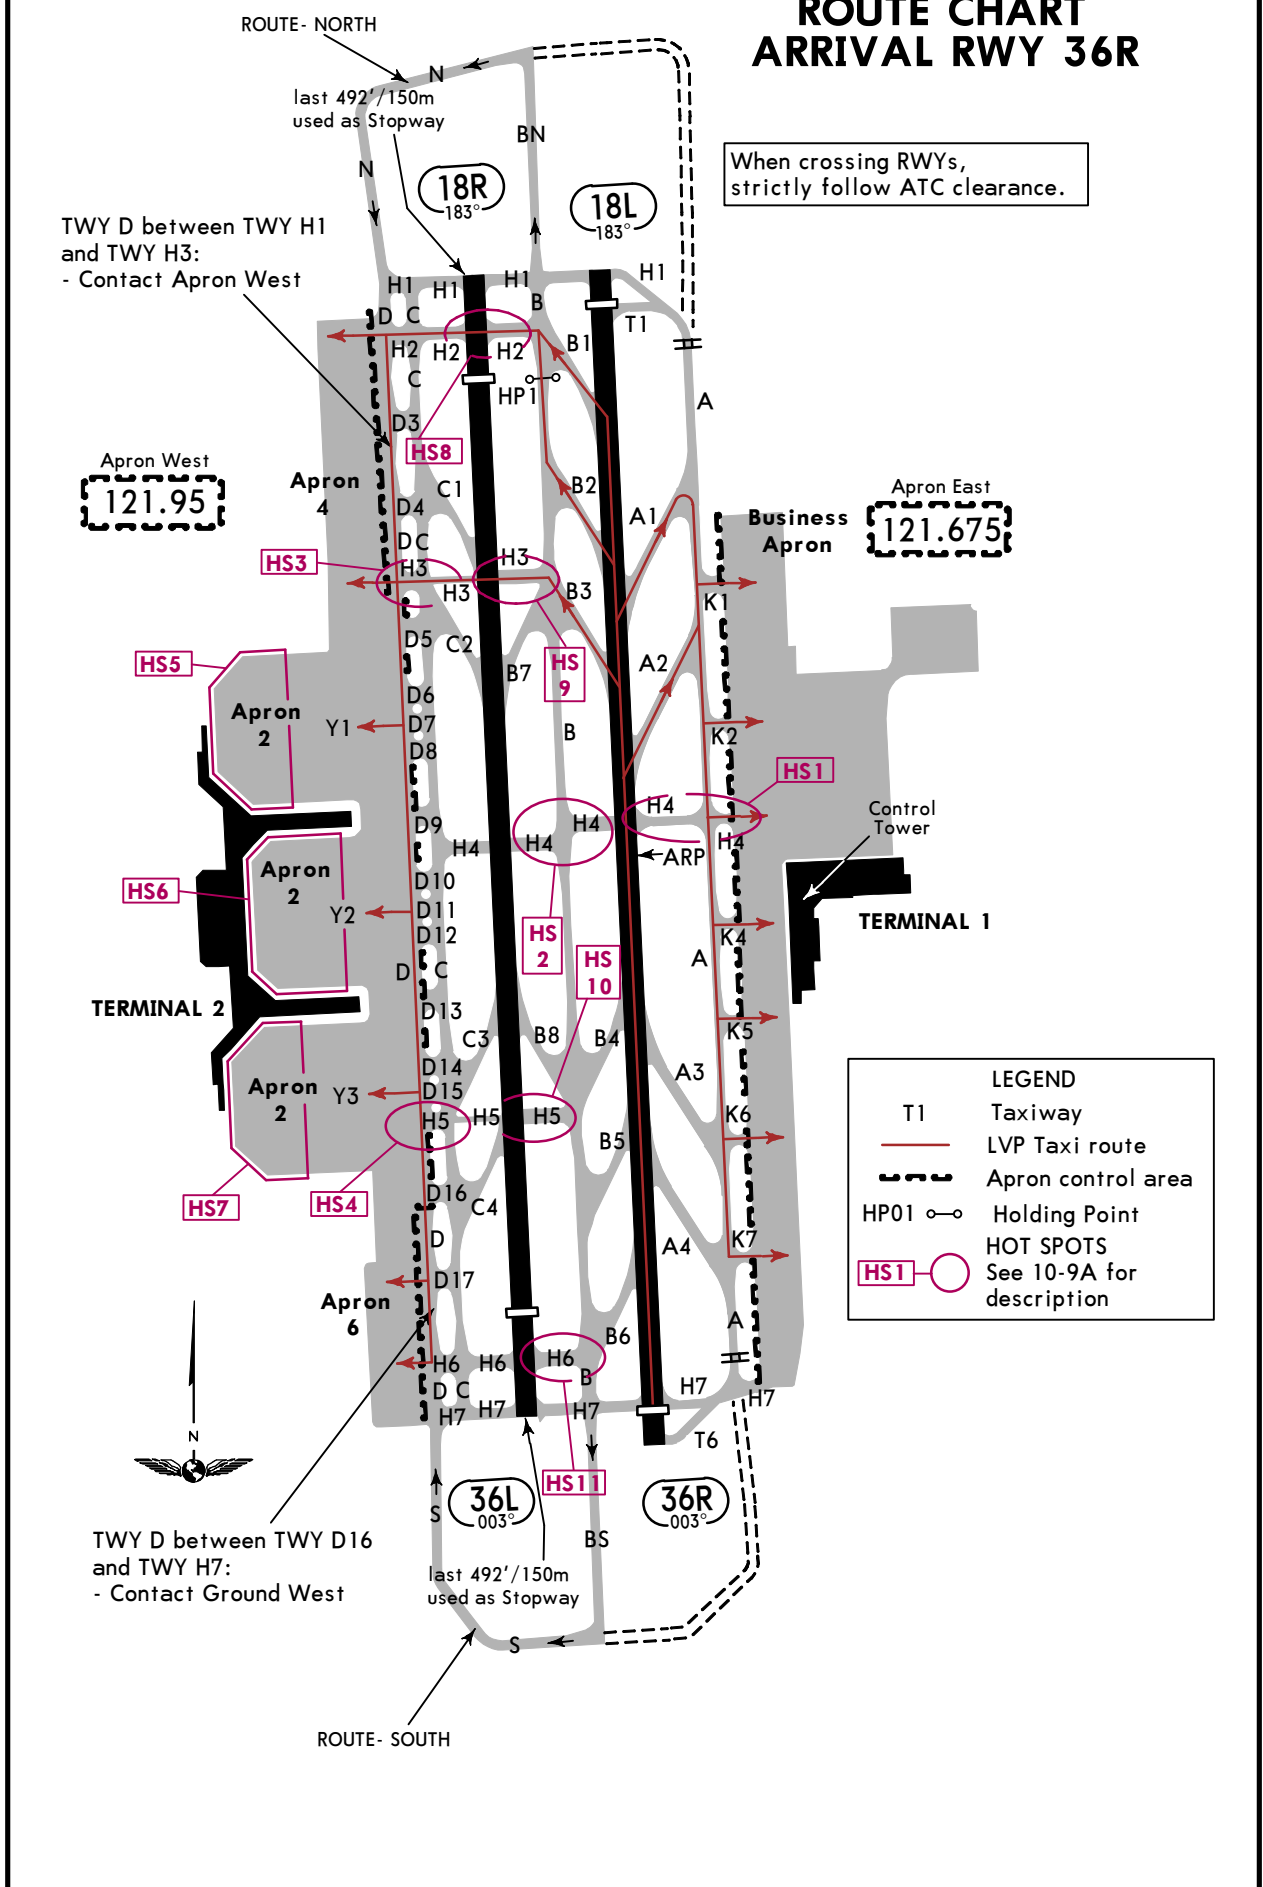 ROUTE CHART
ARRIVAL RWY 36R
ROUTE- NORTH
N
last 492'/150m
used as Stopway
BN
When crossing RWYs,
strictly follow ATC clearance.
N
18R
183°
18L
183°
TWY D between TWY H1
and TWY H3:
- Contact Apron West
H1
H1
H1
H1
B
D
C
T1
B1
H2
H2
H2
C
HP1
A
D3
HS8
Apron West
121.95
Apron
4
C1
B2
D4
A1
Business
Apron
Apron East
121.675
D
C
HS3
H3
H3
H3
B3
K1
D5
C2
HS5
B7
HS
9
A2
D6
Apron
2
Y1
D7
B
K2
D8
HS1
H4
Control
Tower
D9
H4
H4
H4
H4
ARP
Apron
2
HS6
D10
Y2
D11
TERMINAL 1
D12
K4
HS
2
HS
10
D
C
A
TERMINAL 2
D13
K5
C3
B8
B4
D14
A3
Apron
2
Y3
D15
H5
H5
H5
K6
B5
LEGEND
T1
Taxiway
LVP Taxi route
Apron control area
HP01
Holding Point
HS1
HOT SPOTS
See 10-9A for
description
HS7
HS4
D16
C4
D
A4
K7
D17
Apron
6
A
B6
H6
H6
H6
B
D
C
H7
H7
H7
H7
H7
N
T6
HS11
36L
003°
36R
003°
S
BS
TWY D between TWY D16
and TWY H7:
- Contact Ground West
last 492'/150m
used as Stopway
S
ROUTE- SOUTH